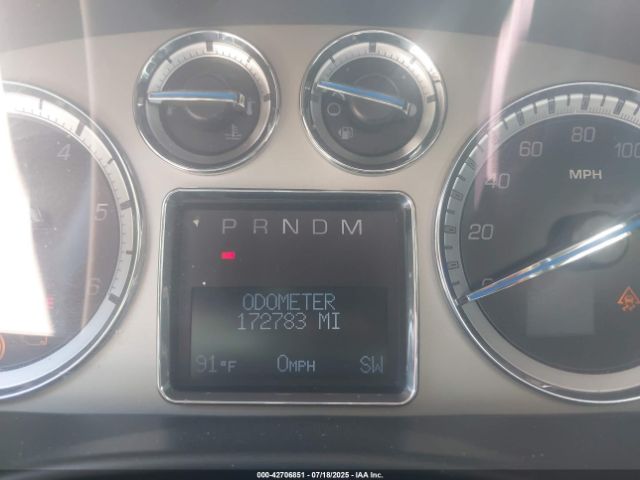 4
5
6
20
40
60
80
100
MPH
P R N D M
ODOMETER
172783 MI
91°F 0MPH SW
000-42706851 - 07/18/2025 - IAA Inc.